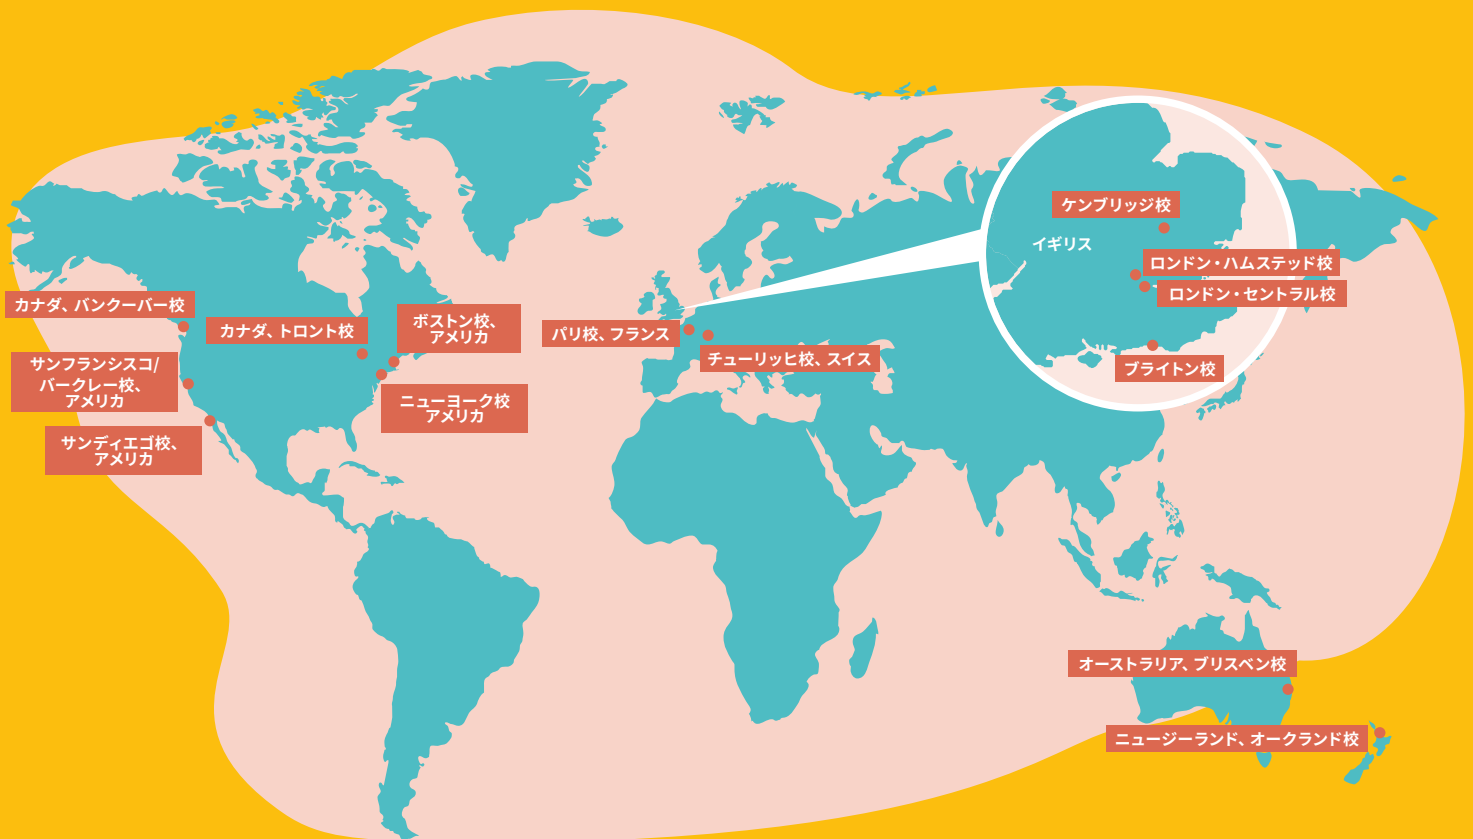 ケンブリッジ校
イギリス
ロンドン・ハムステッド校
ロンドン・セントラル校
カナダ、バンクーバー校
カナダ、トロント校
ボストン校、
アメリカ
パリ校、フランス
チューリッヒ校、スイス
ブライトン校
サンフランシスコ/
バークレー校、
アメリカ
ニューヨーク校
アメリカ
サンディエゴ校、
アメリカ
オーストラリア、ブリスベン校
ニュージーランド、オークランド校